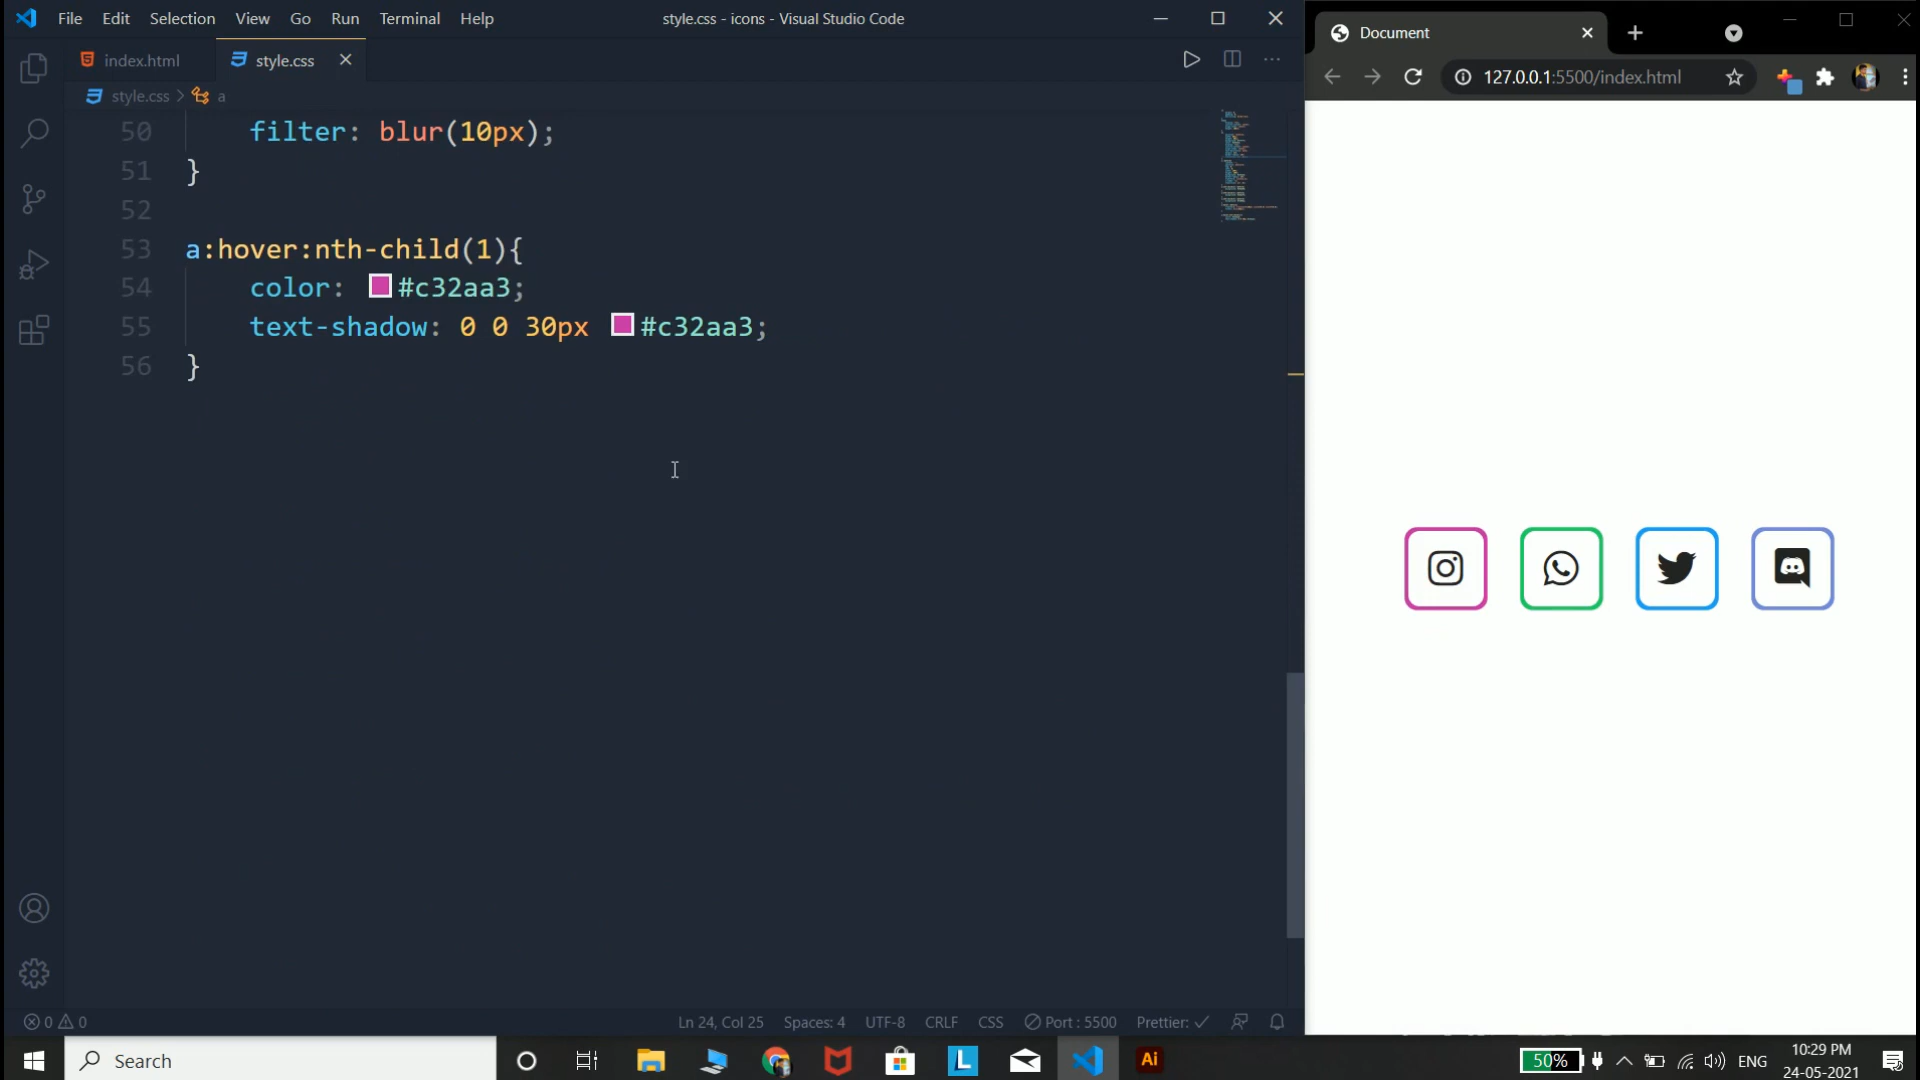 File Edit Selection View Go Run Terminal Help
style.css - icons - Visual Studio Code
index.html
style.css
style.css > a
50 filter: blur(10px);
51 }
52
53 a:hover:nth-child(1){
54 color: #c32aa3;
55 text-shadow: 0 0 30px #c32aa3;
56 }
0 0
Ln 24, Col 25 Spaces: 4 UTF-8 CRLF CSS Port : 5500 Prettier:
Document
127.0.0.1:5500/index.html
Search
L
Ai
50%
ENG
10:29 PM
24-05-2021